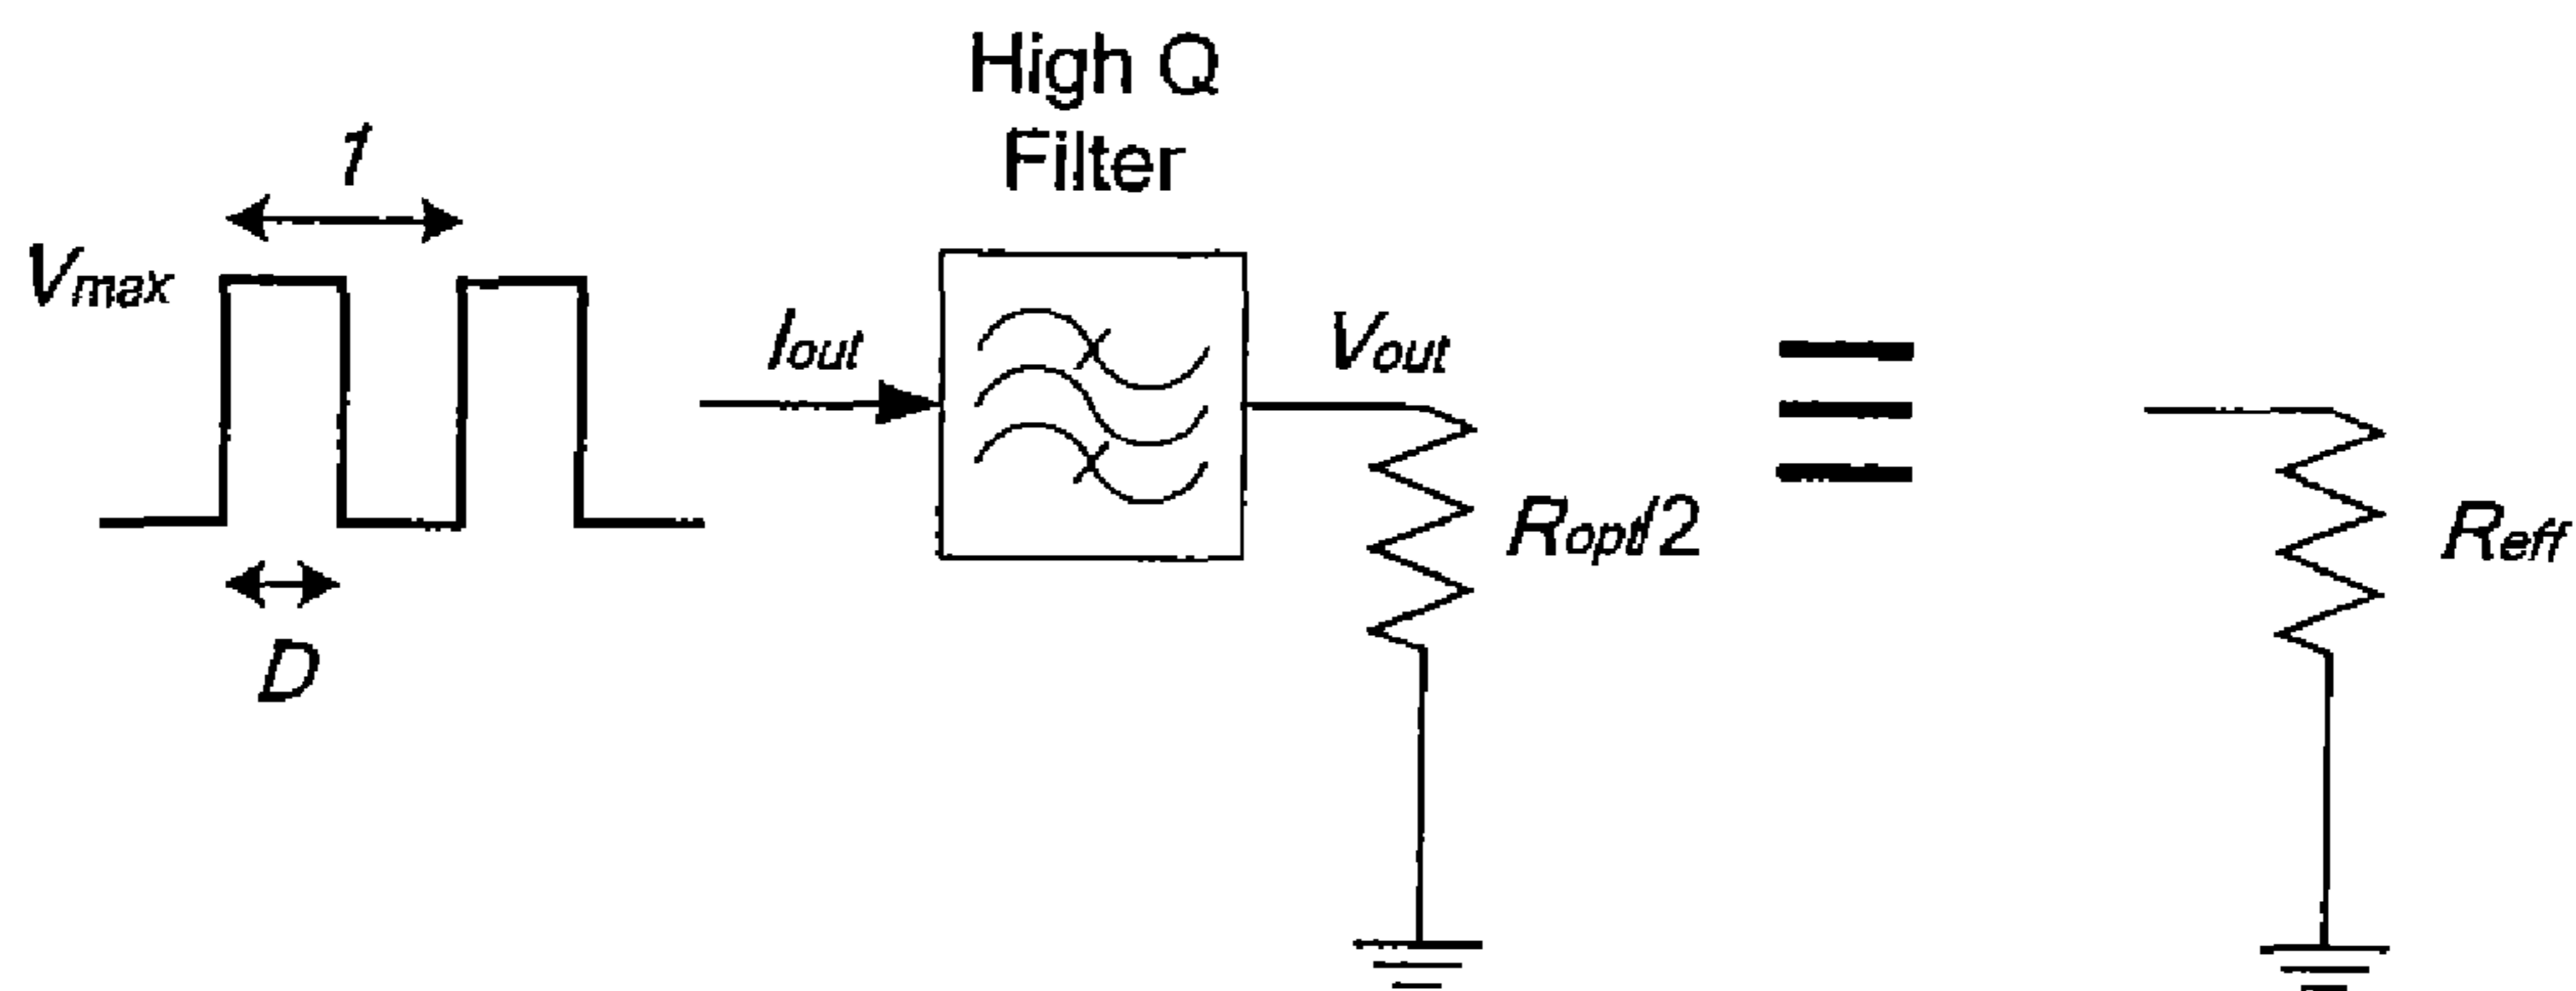 High Q
Filter
1
Vmax
Iout
Vout
Ropt/2
Reff
D